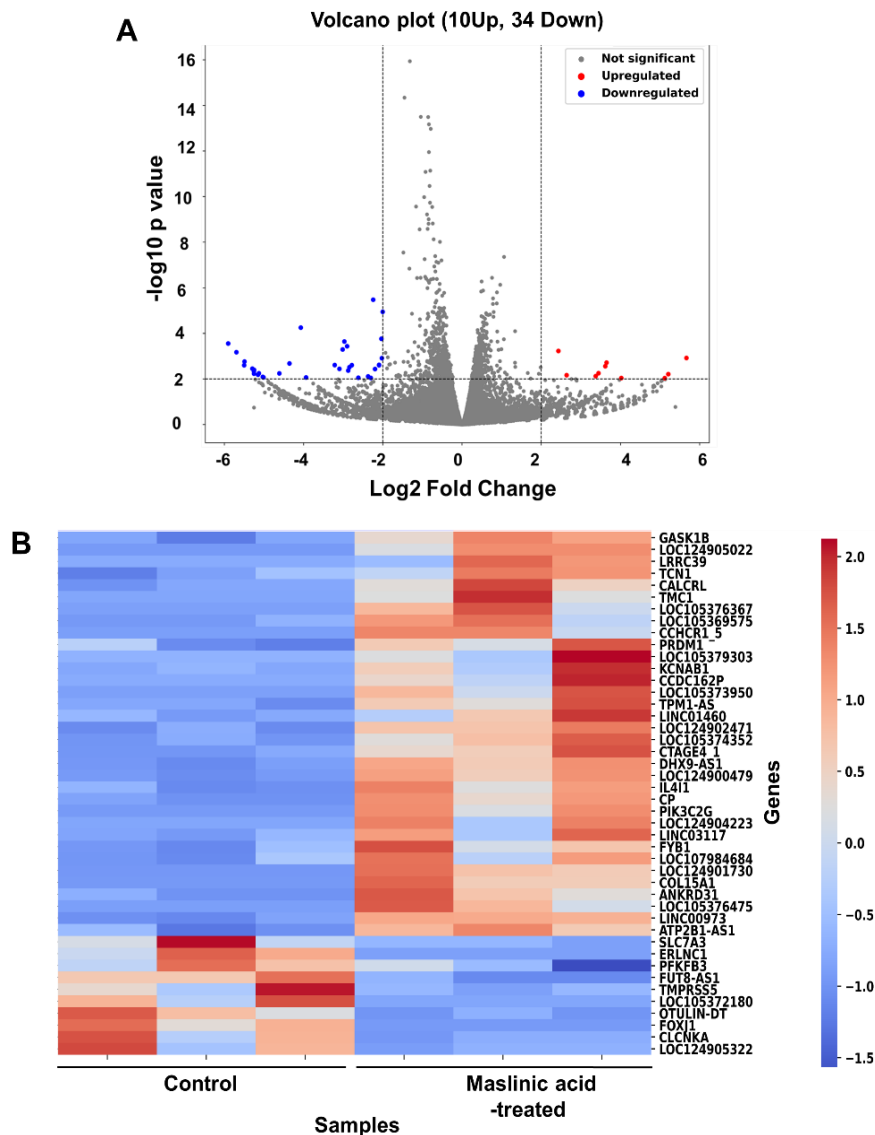 A
Volcano plot (10Up, 34 Down)
Not significant
Upregulated
Downregulated
16
14
12
10
8
6
4
2
0
-log10 p value
-6
-4
-2
0
2
4
6
Log2 Fold Change
B
GASK1B
LOC124905022
LRRC39
TCN1
CALCRL
TMC1
LOC105376367
LOC105369575
CCHCR1_5
PRDM1
LOC105379303
KCNAB1
CCDC162P
LOC105373950
TPM1-AS
LINC01460
LOC124902471
LOC105374352
CTAGE4_1
DHX9-AS1
LOC124900479
IL4I1
CP
PIK3C2G
LOC124904223
LINC03117
FYB1
LOC107984684
LOC124901730
COL15A1
ANKRD31
LOC105376475
LINC00973
ATP2B1-AS1
SLC7A3
ERLNC1
PFKFB3
FUT8-AS1
TMPRSS5
LOC105372180
OTULIN-DT
FOXJ1
CLCNKA
LOC124905322
Genes
2.0
1.5
1.0
0.5
0.0
−0.5
−1.0
−1.5
Control
Maslinic acid
-treated
Samples